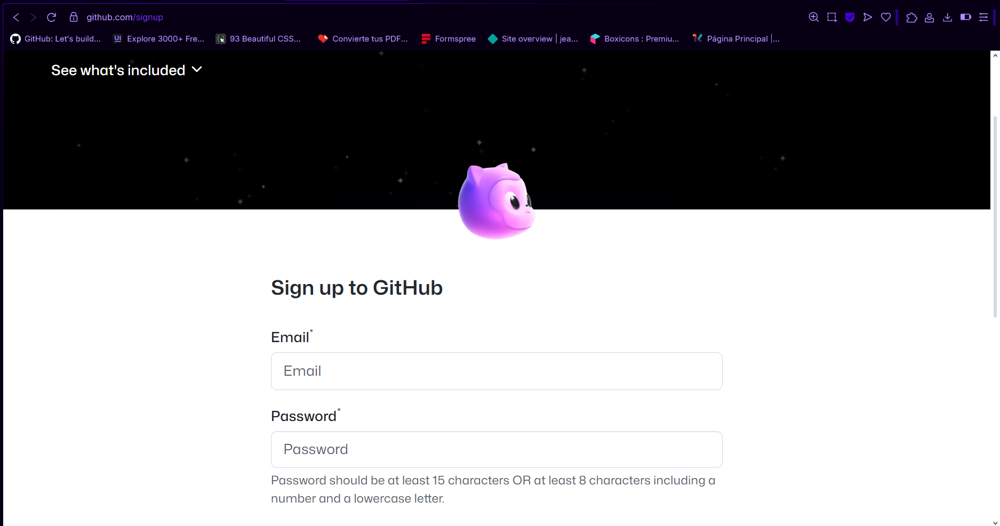 github.com/signup
GitHub: Let's build... UI Explore 3000+ Fre... 93 Beautiful CSS... Convierte tus PDF... Formspree Site overview | jea... Boxicons : Premiu... Página Principal |...
See what's included
Sign up to GitHub
Email*
Email
Password*
Password
Password should be at least 15 characters OR at least 8 characters including a
number and a lowercase letter.